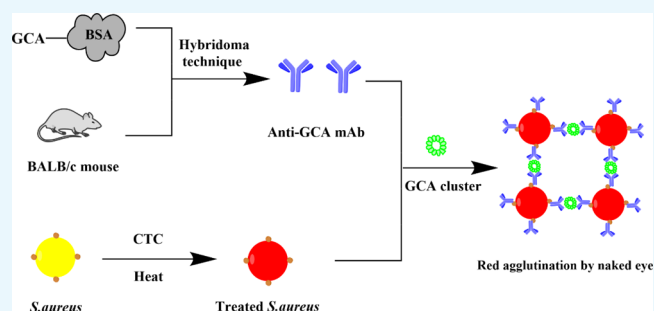 GCA
BSA
Hybridoma
technique
BALB/c mouse
Anti-GCA mAb
GCA cluster
CTC
Heat
S.aureus
Treated S.aureus
Red agglutination by naked eye